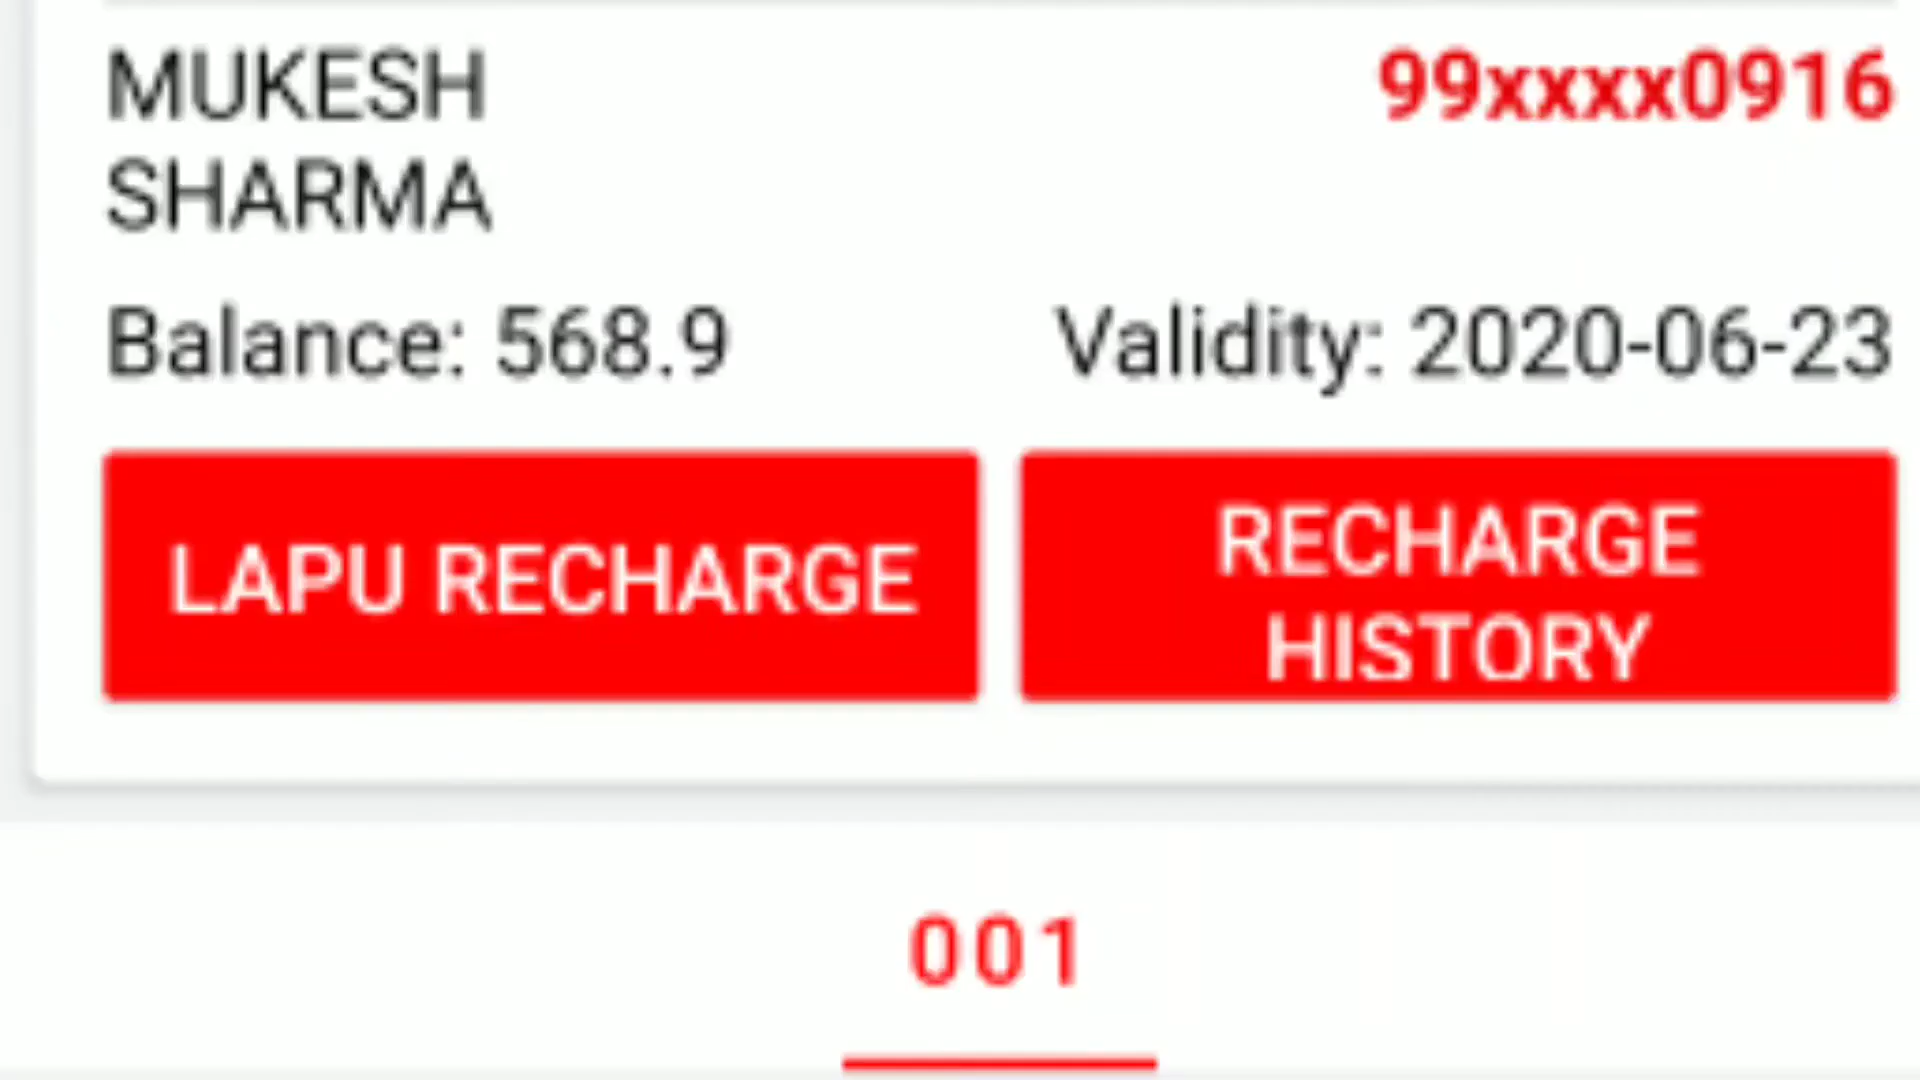 MUKESH SHARMA
99xxxx0916
Balance: 568.9
Validity: 2020-06-23
LAPU RECHARGE
RECHARGE
HISTORY
001